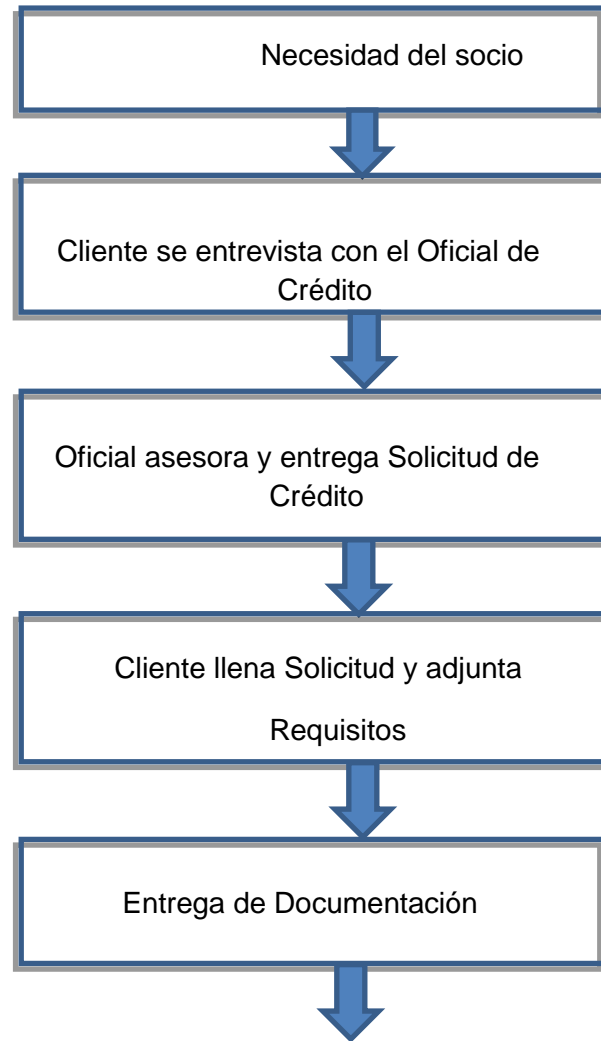 Necesidad del socio
Cliente se entrevista con el Oficial de
Crédito
Oficial asesora y entrega Solicitud de
Crédito
Cliente llena Solicitud y adjunta
Requisitos
Entrega de Documentación